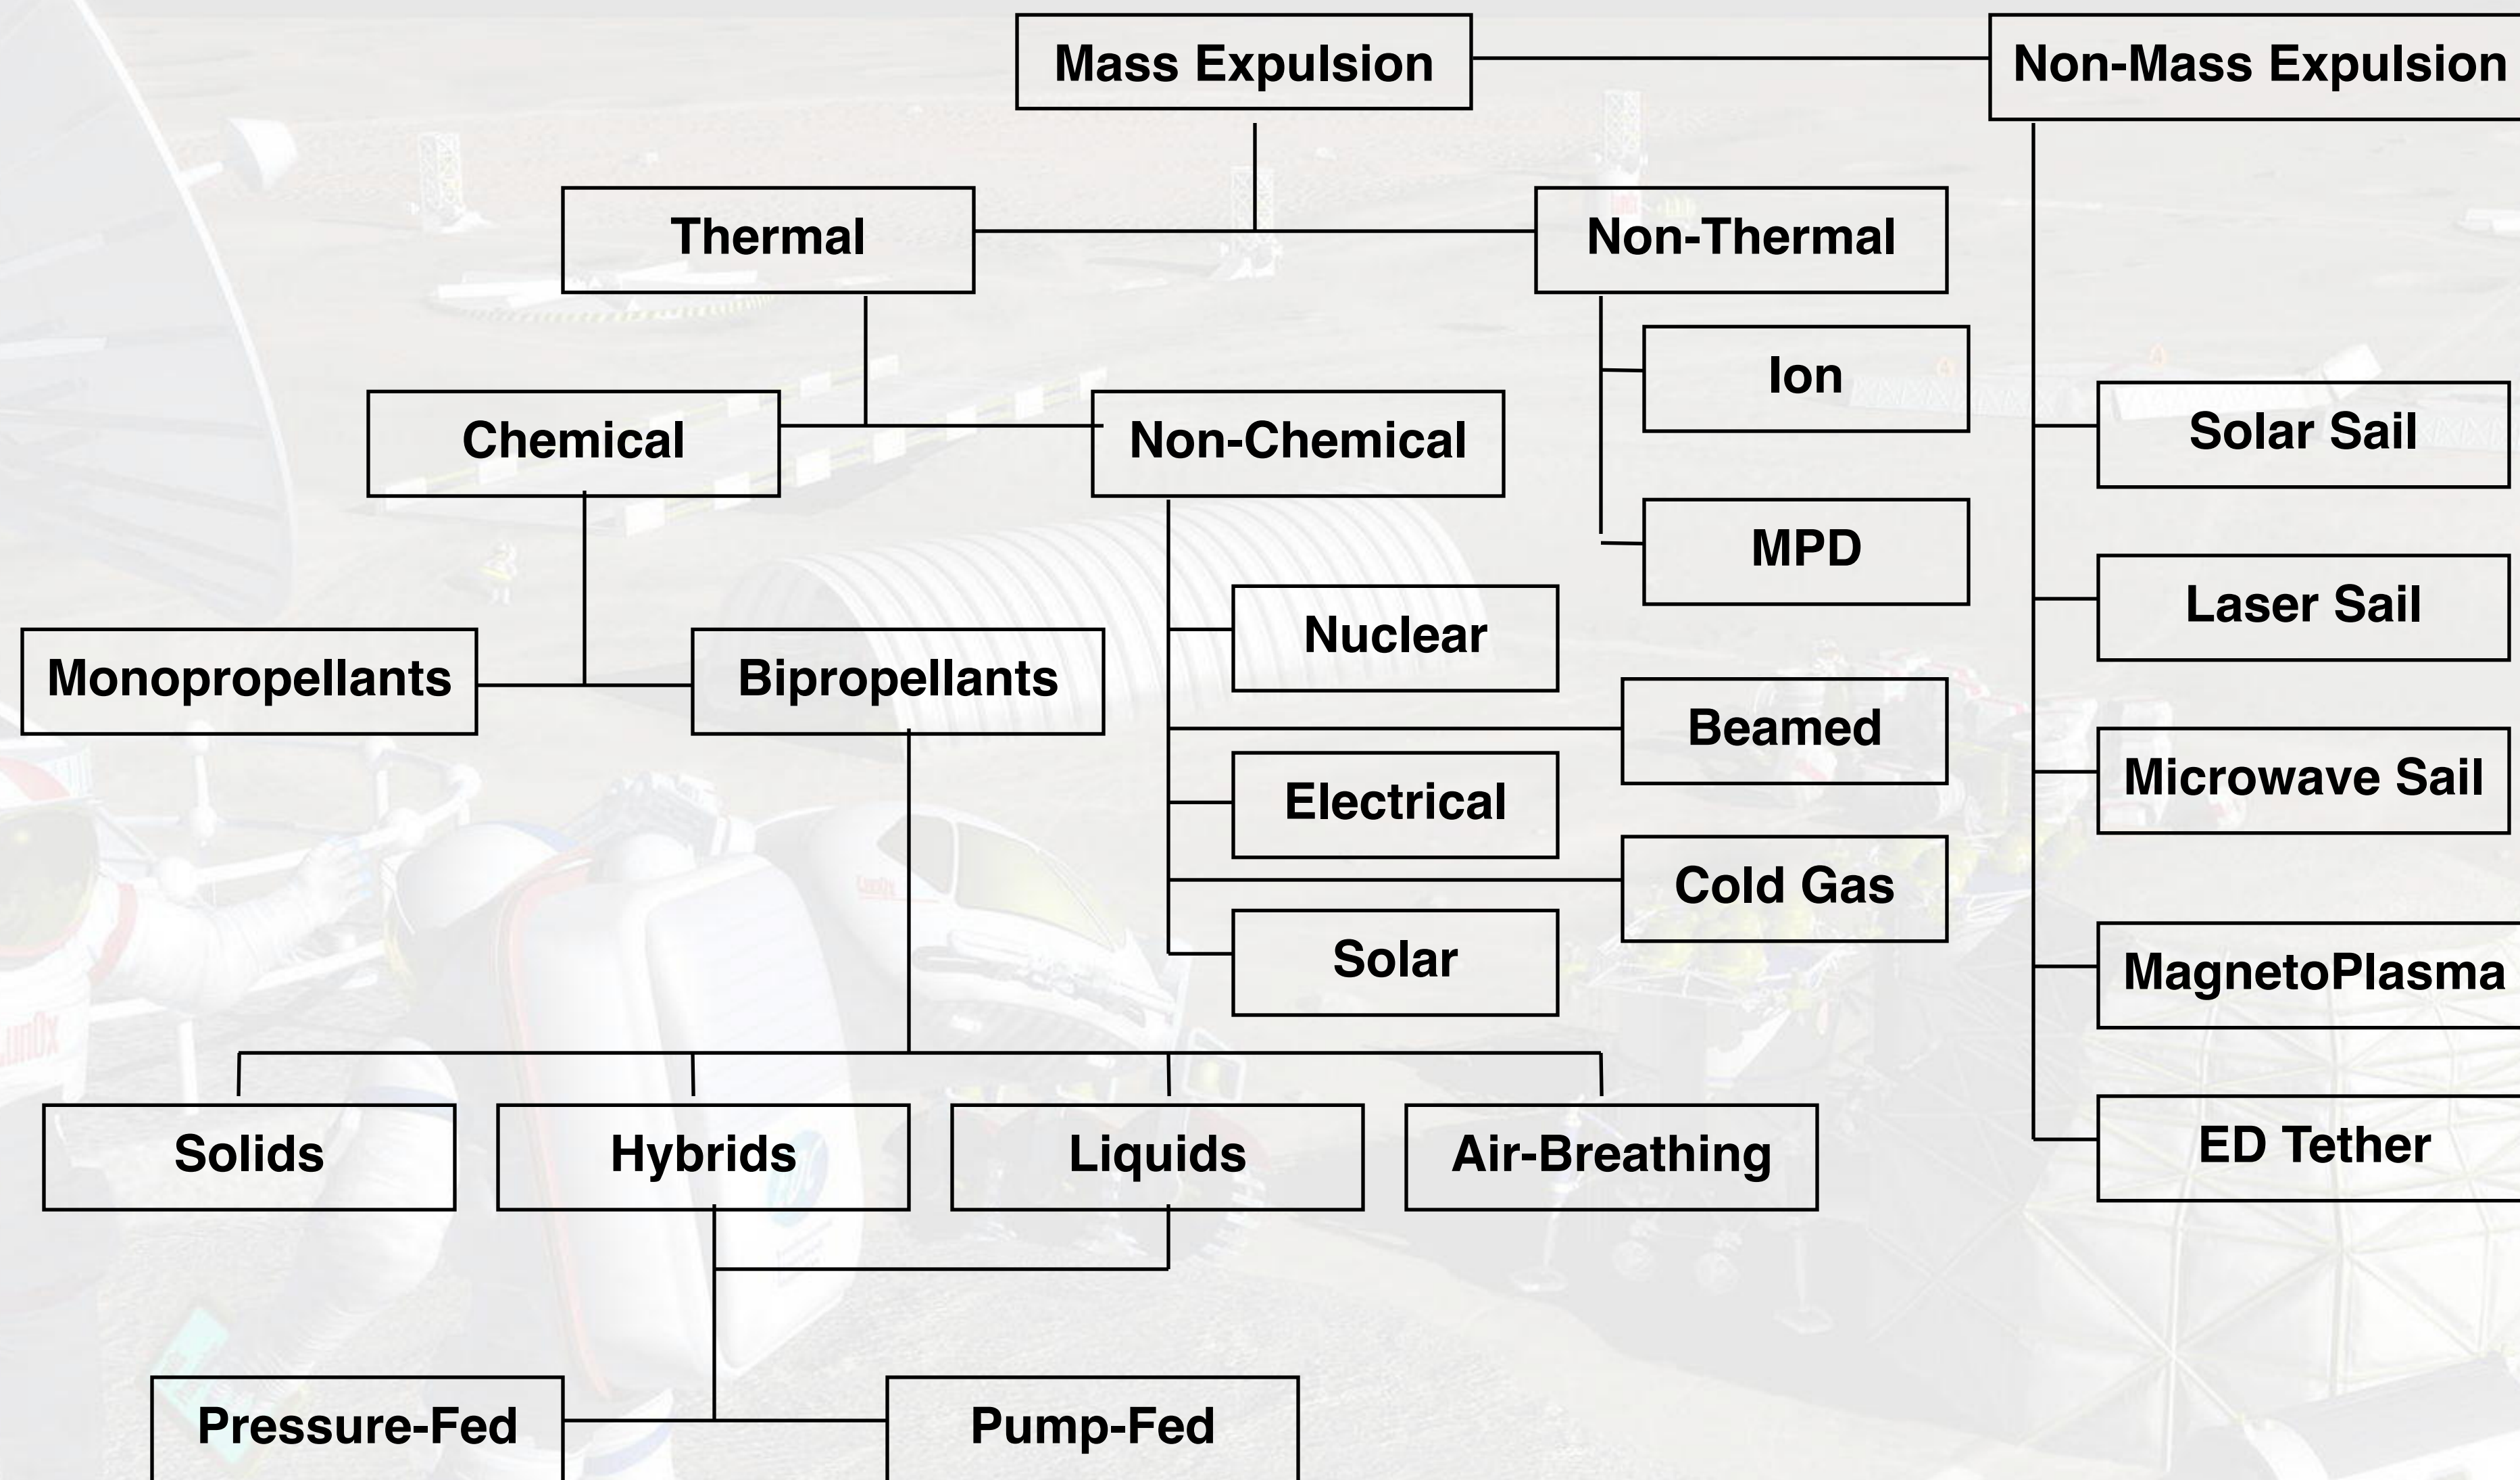 Mass Expulsion
Non-Mass Expulsion
Thermal
Non-Thermal
Ion
Chemical
Non-Chemical
Solar Sail
MPD
Laser Sail
Nuclear
Monopropellants
Bipropellants
Beamed
Microwave Sail
Electrical
Cold Gas
Solar
MagnetoPlasma
Solids
Hybrids
Liquids
Air-Breathing
ED Tether
Pressure-Fed
Pump-Fed